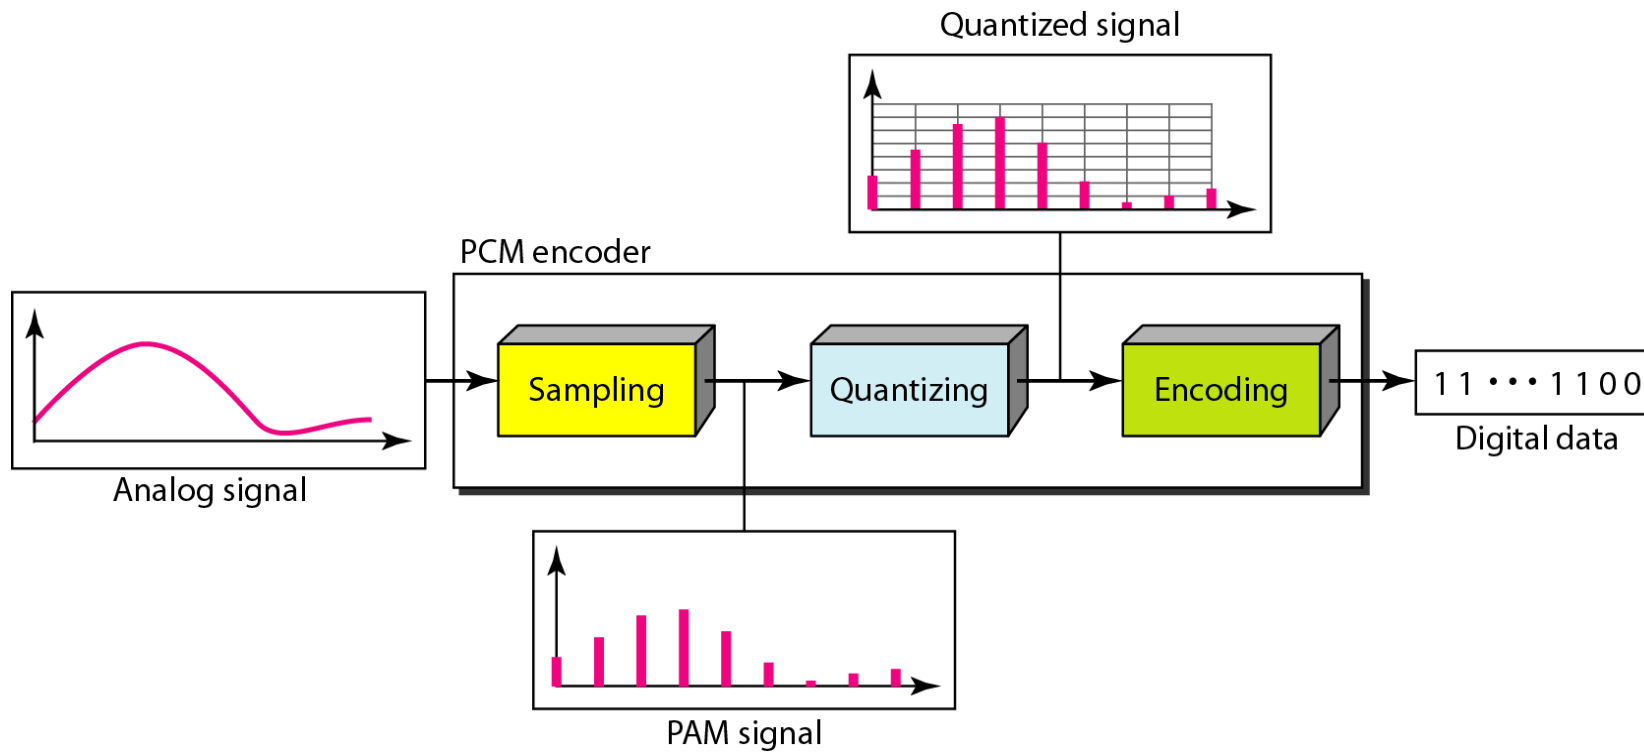 Quantized signal
PCM encoder
Sampling
Quantizing
Encoding
1 1 • • • 1 1 0 0
Digital data
Analog signal
PAM signal